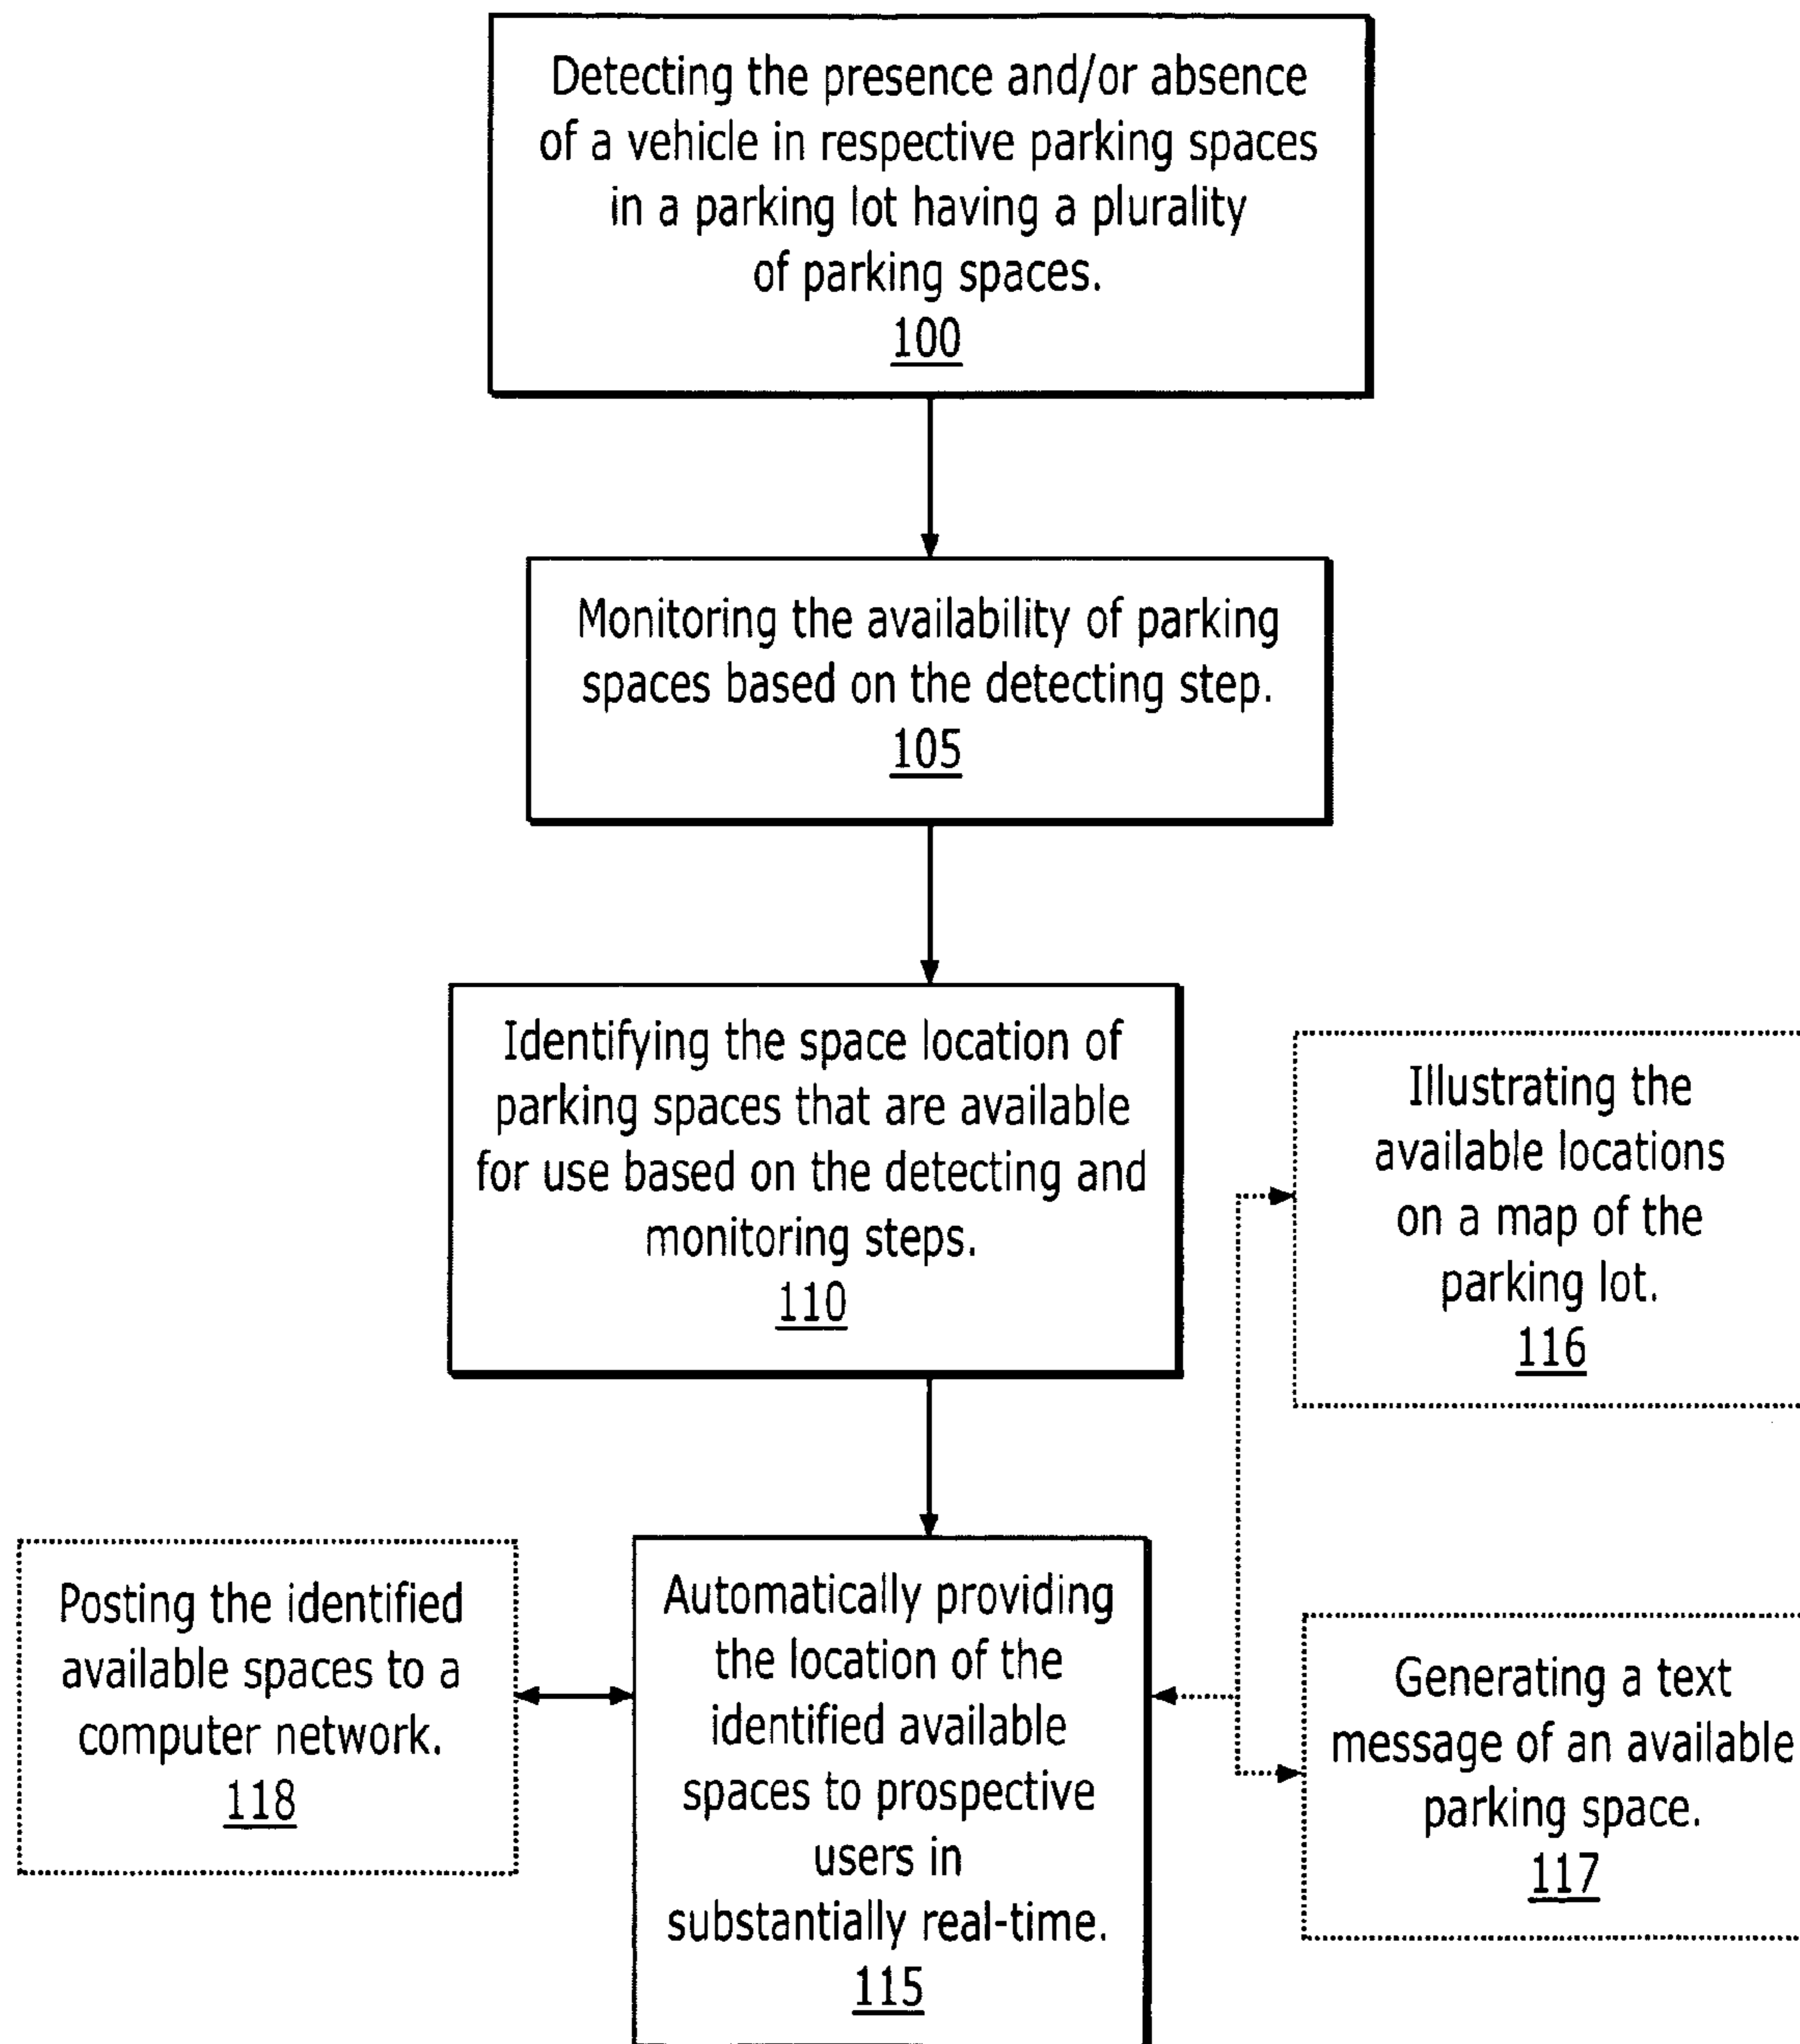 Detecting the presence and/or absence
of a vehicle in respective parking spaces
in a parking lot having a plurality
of parking spaces.
100
Monitoring the availability of parking
spaces based on the detecting step.
105
Identifying the space location of
parking spaces that are available
for use based on the detecting and
monitoring steps.
110
Illustrating the
available locations
on a map of the
parking lot.
116
Posting the identified
available spaces to a
computer network.
118
Automatically providing
the location of the
identified available
spaces to prospective
users in
substantially real-time.
115
Generating a text
message of an available
parking space.
117